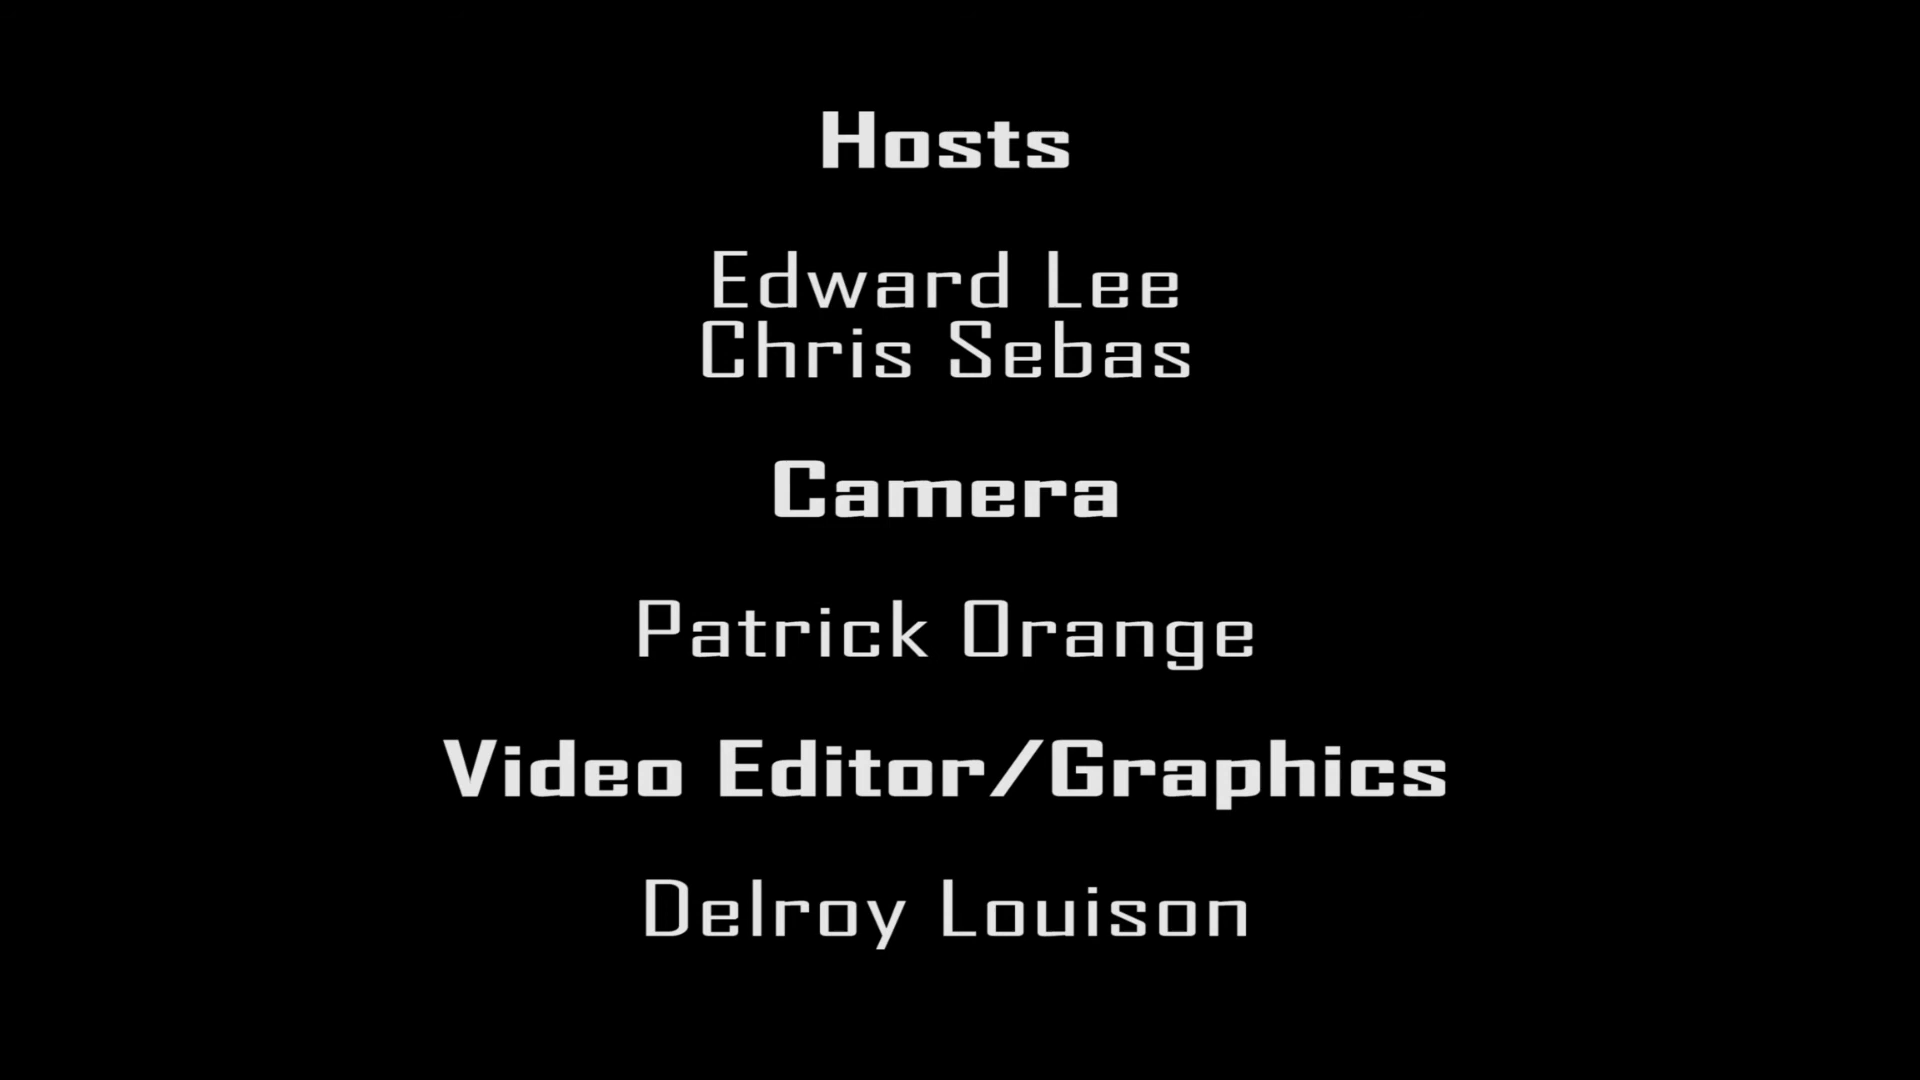 Hosts
Edward Lee
Chris Sebas
Camera
Patrick Orange
Video Editor/Graphics
Delroy Louison